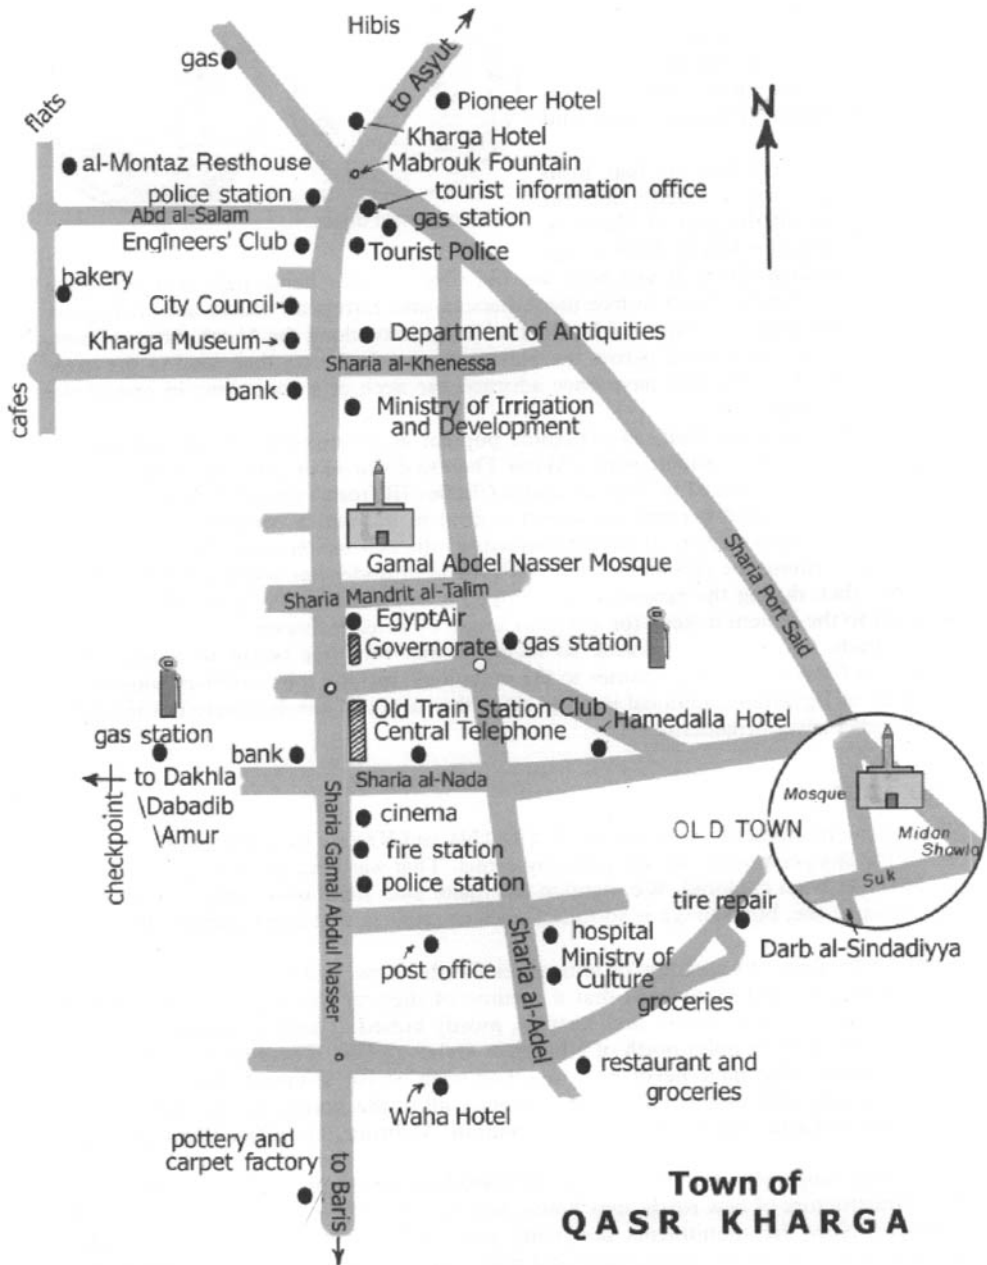 Hibis
gas
to Asyut
Pioneer Hotel
N
Kharga Hotel
flats
al-Montaz Resthouse
Mabrouk Fountain
police station
tourist information office
Abd al-Salam
gas station
Engineers' Club
Tourist Police
bakery
City Council
Kharga Museum
Department of Antiquities
Sharia al-Khenessa
cafes
bank
Ministry of Irrigation
and Development
Gamal Abdel Nasser Mosque
Sharia Port Said
Sharia Mandrit al-Talim
EgyptAir
Governorate
gas station
Old Train Station Club
Central Telephone
Hamedalla Hotel
gas station
bank
Sharia al-Nada
to Dakhla
\Dabadib
\Amur
checkpoint
Sharia Gamal Abdul Nasser
cinema
fire station
police station
OLD TOWN
Mosque
Midan
Showla
Suk
tire repair
Darb al-Sindadiyya
post office
hospital
Ministry of
Culture
Sharia al-Adel
groceries
restaurant and
groceries
Waha Hotel
pottery and
carpet factory
to Baris
Town of
QASR KHARGA